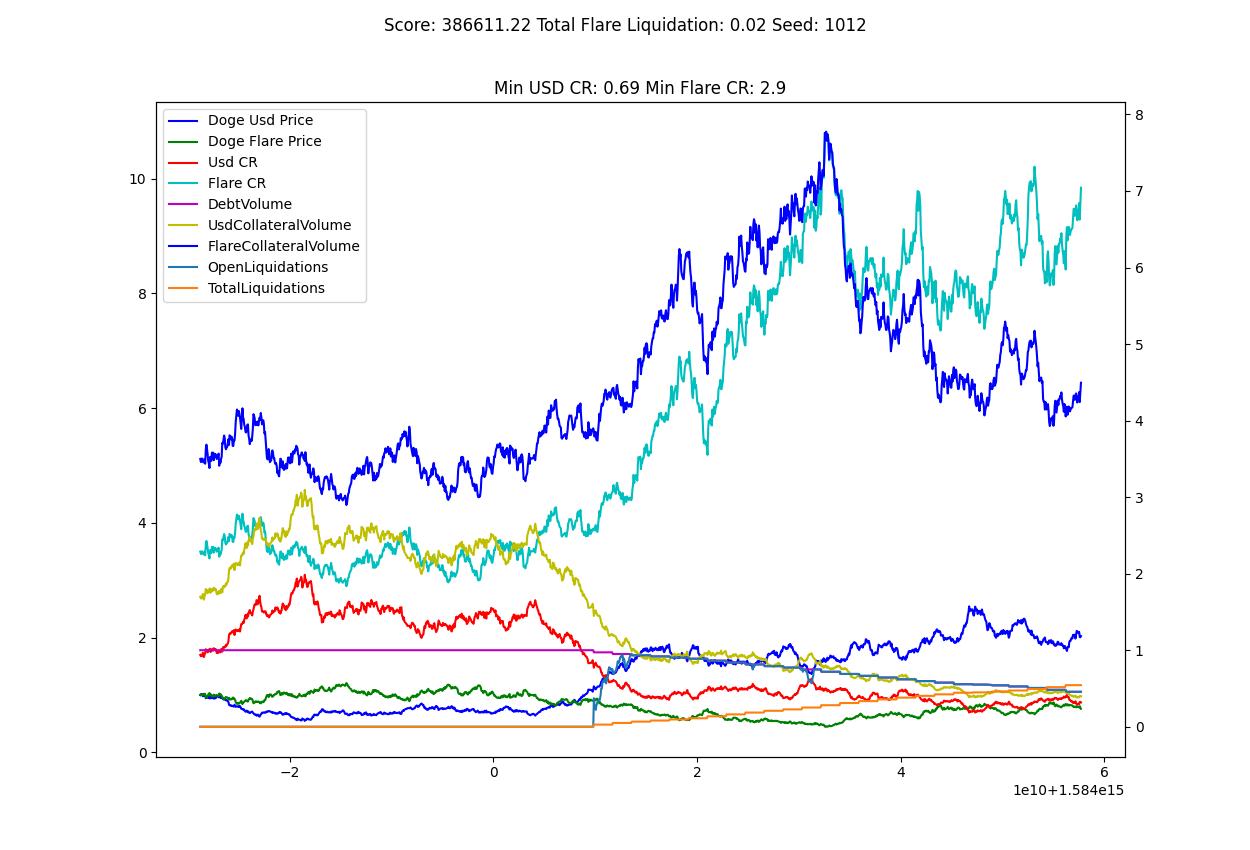 Score: 386611.22 Total Flare Liquidation: 0.02 Seed: 1012
Min USD CR: 0.69 Min Flare CR: 2.9
Doge Usd Price
Doge Flare Price
Usd CR
Flare CR
DebtVolume
UsdCollateralVolume
FlareCollateralVolume
OpenLiquidations
TotalLiquidations
10
8
6
4
2
0
8
7
6
5
4
3
2
1
0
−2 0 2 4 6
1e10+1.584e15